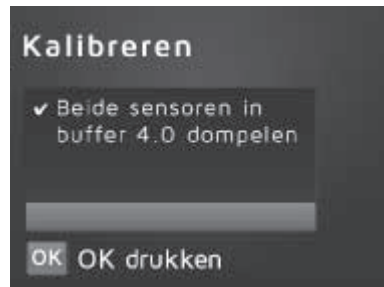 Kalibreren
✔ Beide sensoren in
buffer 4.0 dompelen
OK OK drukken